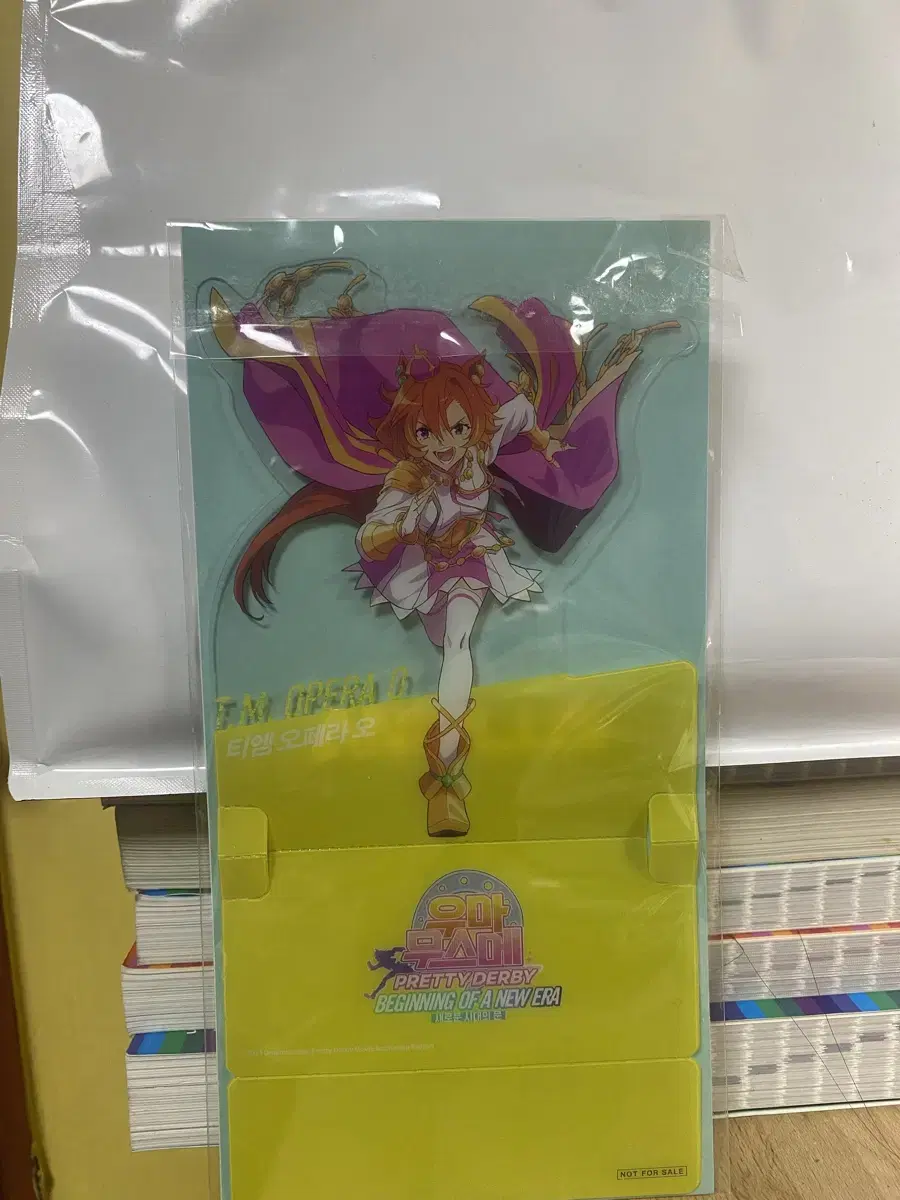 T.M. OPERA O
티엠 오페라 오
우마
무스메
PRETTY DERBY
BEGINNING OF A NEW ERA
새로운 시대의 문
NOT FOR SALE